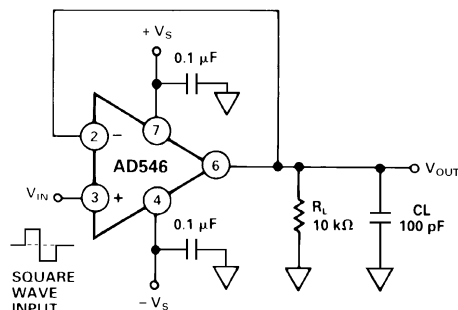 + VS
0.1 µF
2
−
7
AD546
6
VOUT
VIN
3
+
4
RL
10 kΩ
CL
100 pF
0.1 µF
SQUARE
WAVE
INPUT
− VS